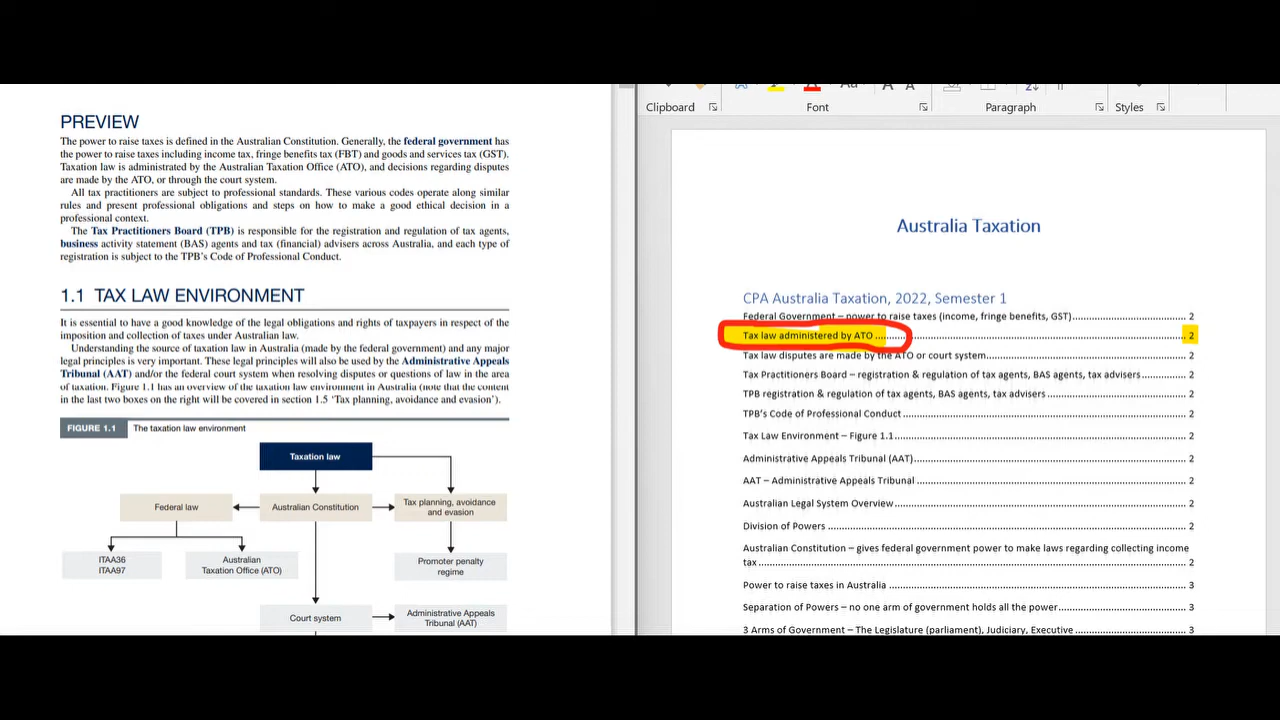 PREVIEW
The power to raise taxes is defined in the Australian Constitution. Generally, the federal government has
the power to raise taxes including income tax, fringe benefits tax (FBT) and goods and services tax (GST).
Taxation law is administered by the Australian Taxation Office (ATO), and decisions regarding disputes
are made by the ATO, or through the court system.
All tax practitioners are subject to professional standards. These various codes operate along similar
rules and present professional obligations and steps on how to make a good ethical decision in a
professional context.
The Tax Practitioners Board (TPB) is responsible for the registration and regulation of tax agents,
business activity statement (BAS) agents and tax (financial) advisers across Australia, and each type of
registration is subject to the TPB's Code of Professional Conduct.
1.1 TAX LAW ENVIRONMENT
It is essential to have a good knowledge of the legal obligations and rights of taxpayers in respect of the
imposition and collection of taxes under Australian law.
Understanding the source of taxation law in Australia (made by the federal government) and any major
legal principles is very important. These legal principles will also be used by the Administrative Appeals
Tribunal (AAT) and/or the federal court system when resolving disputes or questions of law in the area
of taxation. Figure 1.1 has an overview of the taxation law environment in Australia (note that the content
in the last two boxes on the right will be covered in section 1.5 'Tax planning, avoidance and evasion').
FIGURE 1.1 The taxation law environment
Taxation law
Federal law
Australian Constitution
Tax planning, avoidance
and evasion
ITAA36
ITAA97
Australian
Taxation Office (ATO)
Promoter penalty
regime
Court system
Administrative Appeals
Tribunal (AAT)
Clipboard
Font
Paragraph
Styles
Australia Taxation
CPA Australia Taxation, 2022, Semester 1
Federal Government – power to raise taxes (income, fringe benefits, GST) 2
Tax law administered by ATO 2
Tax law disputes are made by the ATO or court system 2
Tax Practitioners Board – registration & regulation of tax agents, BAS agents, tax advisers 2
TPB registration & regulation of tax agents, BAS agents, tax advisers 2
TPB's Code of Professional Conduct 2
Tax Law Environment – Figure 1.1 2
Administrative Appeals Tribunal (AAT) 2
AAT – Administrative Appeals Tribunal 2
Australian Legal System Overview 2
Division of Powers 2
Australian Constitution – gives federal government power to make laws regarding collecting income
tax 2
Power to raise taxes in Australia 3
Separation of Powers – no one arm of government holds all the power 3
3 Arms of Government – The Legislature (parliament), Judiciary, Executive 3